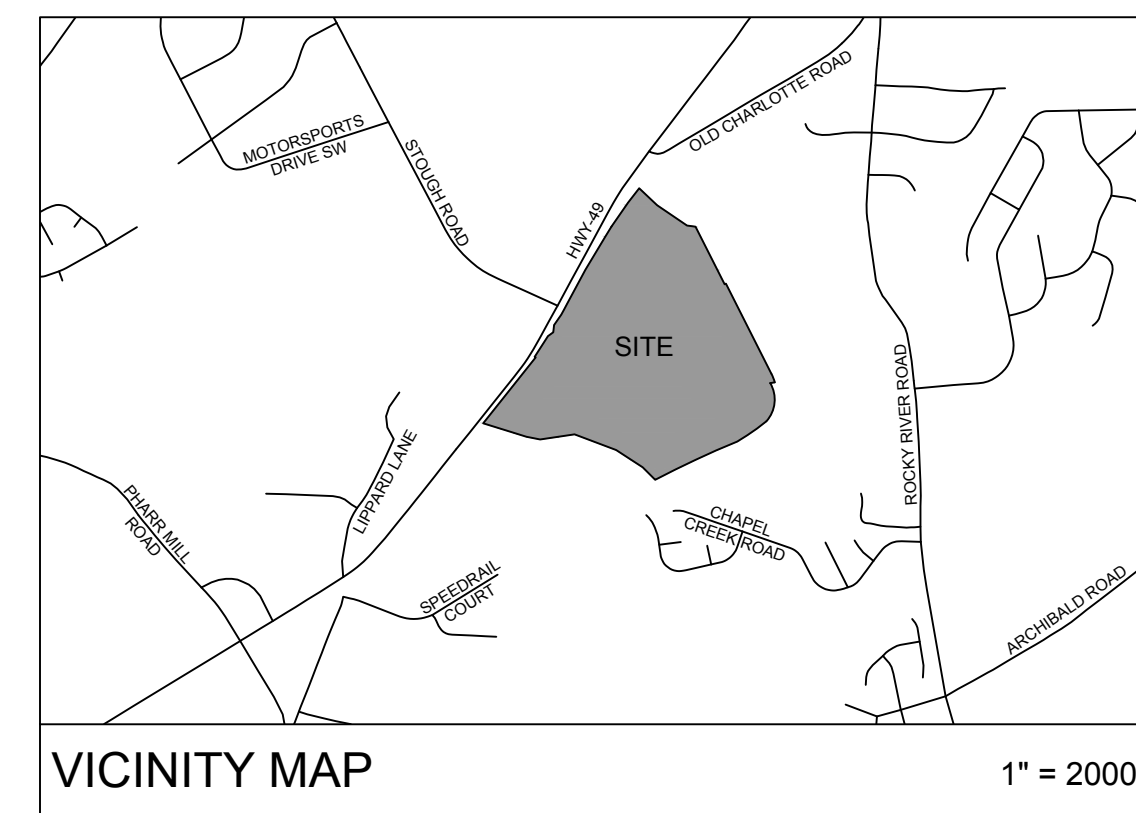 OLD CHARLOTTE ROAD
MOTORSPORTS
DRIVE SW
STOUGH ROAD
HWY-49
SITE
ROCKY RIVER ROAD
LIPPARD LANE
PHARR MILL
ROAD
CHAPEL
CREEK ROAD
SPEEDRAIL
COURT
ARCHIBALD ROAD
VICINITY MAP
1" = 2000